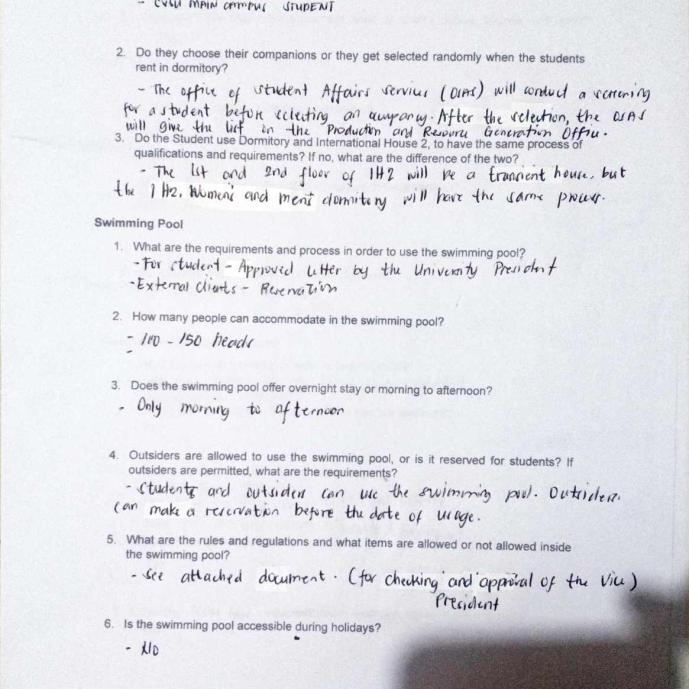 - CVSU MAIN CAMPUS STUDENT
2. Do they choose their companions or they get selected randomly when the students
rent in dormitory?
- The office of student Affairs Services (OSAS) will conduct a screening
for a student before selecting an occupancy. After the selection, the OSAS
will give the list in the Production and Resource Generation Office.
3. Do the Student use Dormitory and International House 2, to have the same process of
qualifications and requirements? If no, what are the difference of the two?
- The 1st and 2nd floor of IH2 will be a transient house, but
the IH2, Women's and men's dormitory will have the same process.
Swimming Pool
1. What are the requirements and process in order to use the swimming pool?
- For student - Approved letter by the University President
- External clients - Reservation
2. How many people can accommodate in the swimming pool?
- 100 - 150 heads
-
3. Does the swimming pool offer overnight stay or morning to afternoon?
- Only morning to afternoon
4. Outsiders are allowed to use the swimming pool, or is it reserved for students? If
outsiders are permitted, what are the requirements?
- Students and outsiders can use the swimming pool. Outsiders
can make a reservation before the date of usage.
5. What are the rules and regulations and what items are allowed or not allowed inside
the swimming pool?
- See attached document. (for checking and approval of the Vice)
President
6. Is the swimming pool accessible during holidays?
- No